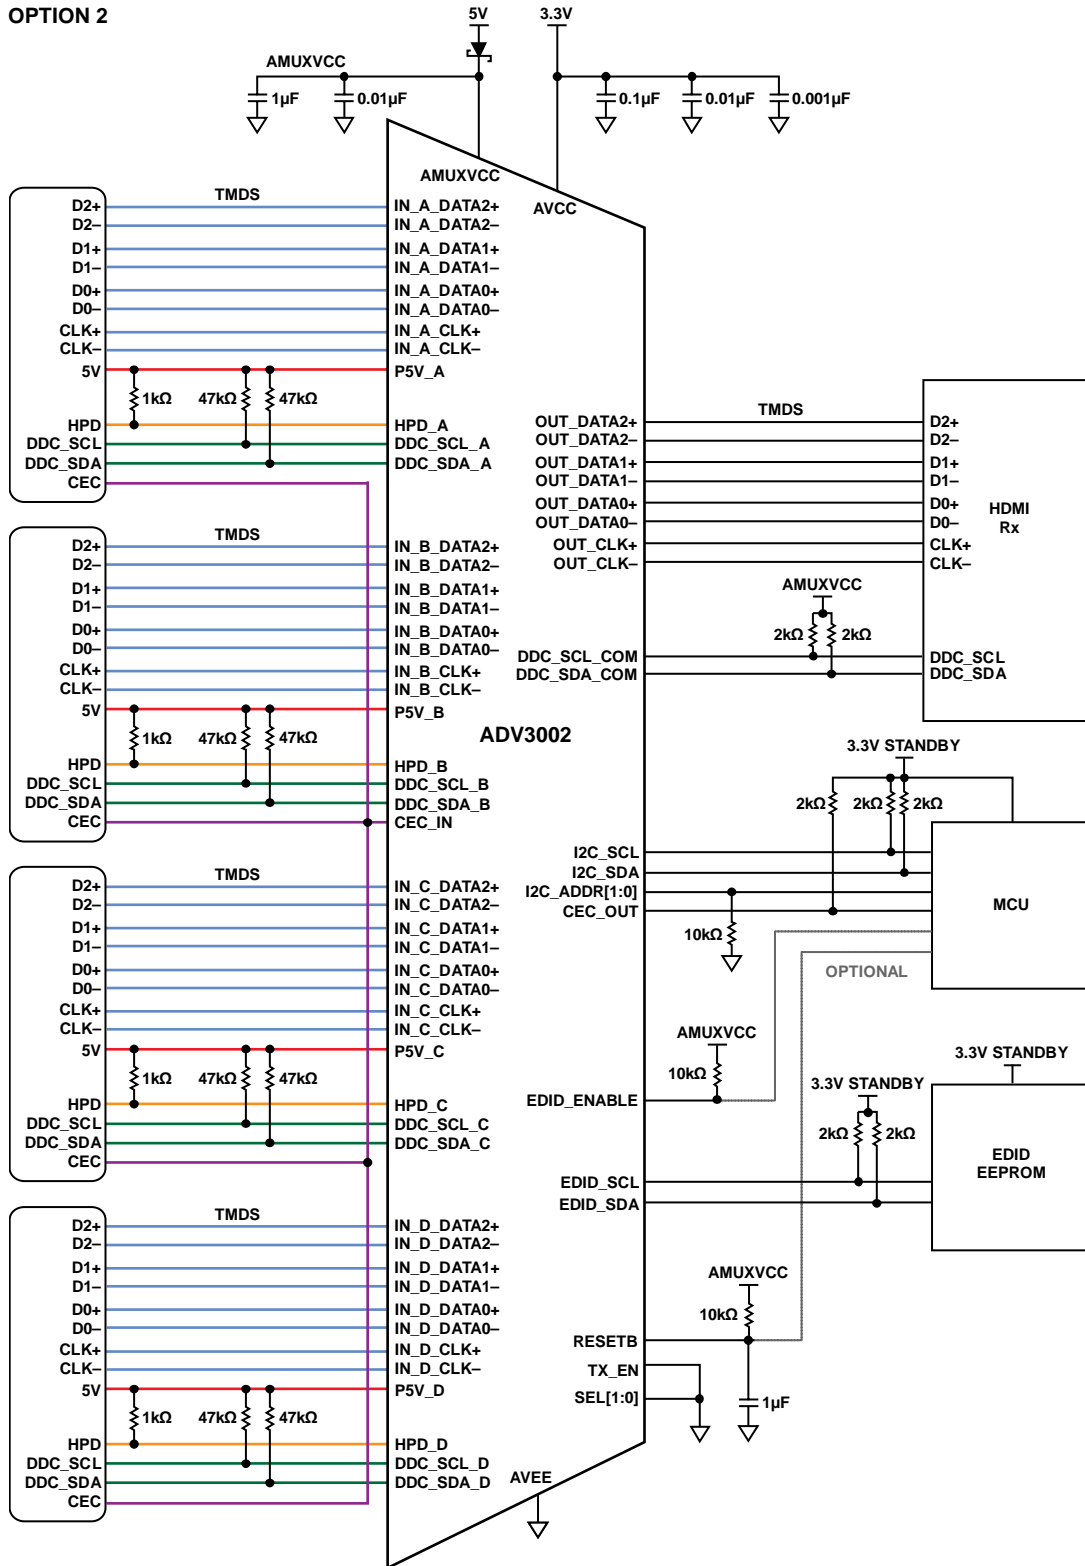 OPTION 2
5V
3.3V
AMUXVCC
1µF
0.01µF
0.1µF
0.01µF
0.001µF
AMUXVCC
AVCC
TMDS
D2+
IN_A_DATA2+
D2–
IN_A_DATA2–
D1+
IN_A_DATA1+
D1–
IN_A_DATA1–
D0+
IN_A_DATA0+
D0–
IN_A_DATA0–
CLK+
IN_A_CLK+
CLK–
IN_A_CLK–
5V
P5V_A
1kΩ
47kΩ
47kΩ
HPD
HPD_A
DDC_SCL
DDC_SCL_A
DDC_SDA
DDC_SDA_A
CEC
TMDS
D2+
IN_B_DATA2+
D2–
IN_B_DATA2–
D1+
IN_B_DATA1+
D1–
IN_B_DATA1–
D0+
IN_B_DATA0+
D0–
IN_B_DATA0–
CLK+
IN_B_CLK+
CLK–
IN_B_CLK–
5V
P5V_B
1kΩ
47kΩ
47kΩ
HPD
HPD_B
DDC_SCL
DDC_SCL_B
DDC_SDA
DDC_SDA_B
CEC
CEC_IN
TMDS
D2+
IN_C_DATA2+
D2–
IN_C_DATA2–
D1+
IN_C_DATA1+
D1–
IN_C_DATA1–
D0+
IN_C_DATA0+
D0–
IN_C_DATA0–
CLK+
IN_C_CLK+
CLK–
IN_C_CLK–
5V
P5V_C
1kΩ
47kΩ
47kΩ
HPD
HPD_C
DDC_SCL
DDC_SCL_C
DDC_SDA
DDC_SDA_C
CEC
TMDS
D2+
IN_D_DATA2+
D2–
IN_D_DATA2–
D1+
IN_D_DATA1+
D1–
IN_D_DATA1–
D0+
IN_D_DATA0+
D0–
IN_D_DATA0–
CLK+
IN_D_CLK+
CLK–
IN_D_CLK–
5V
P5V_D
1kΩ
47kΩ
47kΩ
HPD
HPD_D
DDC_SCL
DDC_SCL_D
DDC_SDA
DDC_SDA_D
CEC
ADV3002
AVEE
TMDS
OUT_DATA2+
D2+
OUT_DATA2–
D2–
OUT_DATA1+
D1+
OUT_DATA1–
D1–
OUT_DATA0+
D0+
OUT_DATA0–
D0–
OUT_CLK+
CLK+
OUT_CLK–
CLK–
HDMI
Rx
AMUXVCC
2kΩ
2kΩ
DDC_SCL_COM
DDC_SCL
DDC_SDA_COM
DDC_SDA
3.3V STANDBY
2kΩ
2kΩ
2kΩ
I2C_SCL
I2C_SDA
I2C_ADDR[1:0]
CEC_OUT
MCU
10kΩ
OPTIONAL
AMUXVCC
10kΩ
EDID_ENABLE
3.3V STANDBY
3.3V STANDBY
2kΩ
2kΩ
EDID_SCL
EDID_SDA
EDID
EEPROM
AMUXVCC
10kΩ
RESETB
TX_EN
SEL[1:0]
1µF